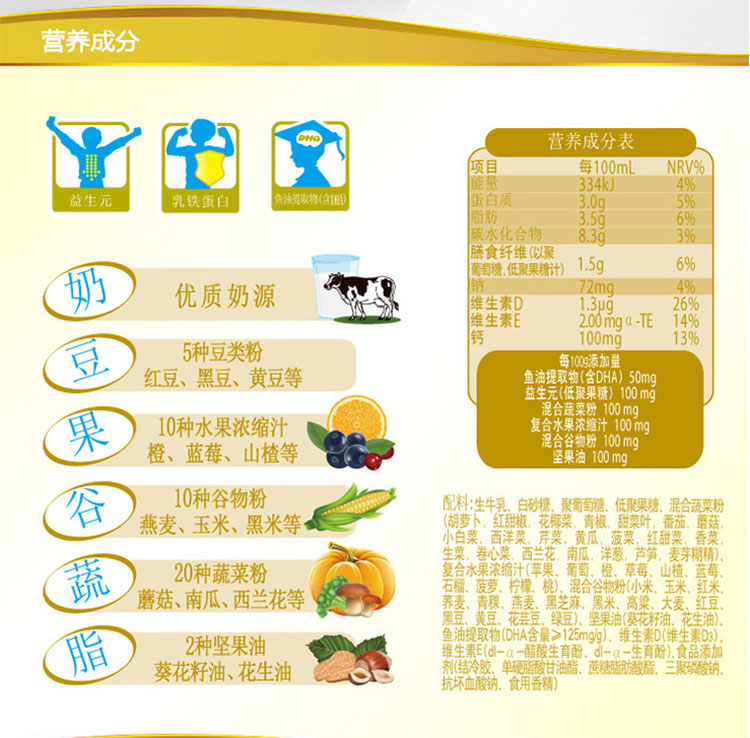 营养成分
益生元
乳铁蛋白
DHA
鱼油提取物(含DHA)
奶
优质奶源
豆
5种豆类粉
红豆、黑豆、黄豆等
果
10种水果浓缩汁
橙、蓝莓、山楂等
谷
10种谷物粉
燕麦、玉米、黑米等
蔬
20种蔬菜粉
蘑菇、南瓜、西兰花等
脂
2种坚果油
葵花籽油、花生油
营养成分表
项目 每100mL NRV%
能量 334kJ 4%
蛋白质 3.0g 5%
脂肪 3.5g 6%
碳水化合物 8.3g 3%
膳食纤维(以聚
葡萄糖、低聚果糖计) 1.5g 6%
钠 72mg 4%
维生素D 1.3μg 26%
维生素E 2.00mgα-TE 14%
钙 100mg 13%
每100g添加量
鱼油提取物(含DHA) 50mg
益生元(低聚果糖) 100mg
混合蔬菜粉 100mg
复合水果浓缩汁 100mg
混合谷物粉 100mg
坚果油 100mg
配料:生牛乳、白砂糖、聚葡萄糖、低聚果糖、混合蔬菜粉
(胡萝卜、红甜椒、花椰菜、青椒、甜菜叶、番茄、蘑菇、
小白菜、西洋菜、芹菜、黄瓜、菠菜、红甜菜、香菜、
生菜、卷心菜、西兰花、南瓜、洋葱、芦笋、麦芽糊精)、
复合水果浓缩汁(苹果、葡萄、橙、草莓、山楂、蓝莓、
石榴、菠萝、柠檬、桃)、混合谷物粉(小米、玉米、红米、
荞麦、青稞、燕麦、黑芝麻、黑米、高粱、大麦、红豆、
黑豆、黄豆、花芸豆、绿豆)、坚果油(葵花籽油、花生油)、
鱼油提取物(DHA含量≥125mg/g)、维生素D(维生素D3)、
维生素E(dl-α-醋酸生育酚、dl-α-生育酚)、食品添加
剂(结冷胶、单硬脂酸甘油酯、蔗糖脂肪酸酯、三聚磷酸钠、
抗坏血酸钠、食用香精)